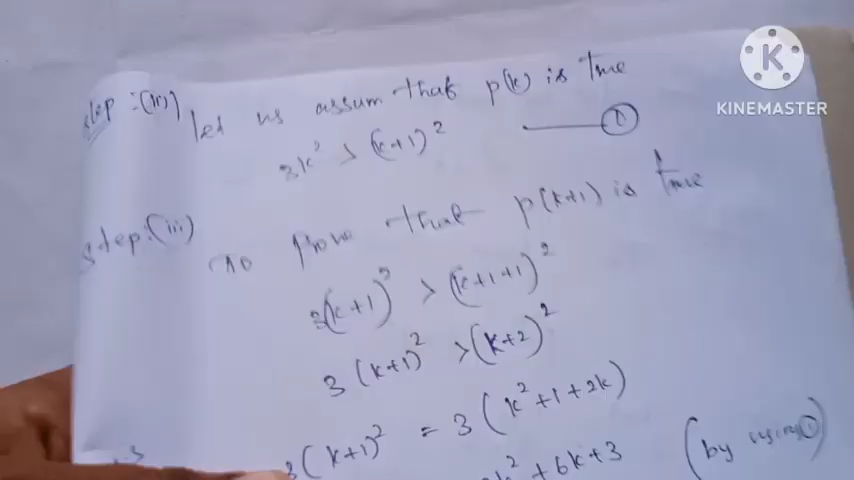 KINEMASTER
step :(ii) let us assum that p(k) is true
3k² > (k+1)² ——①
step:(iii)
To prove that p(k+1) is true
3(k+1)² > (k+1+1)²
3(k+1)² > (k+2)²
3(k+1)² = 3(k²+1+2k)
k² + 6k+3 (by using①)